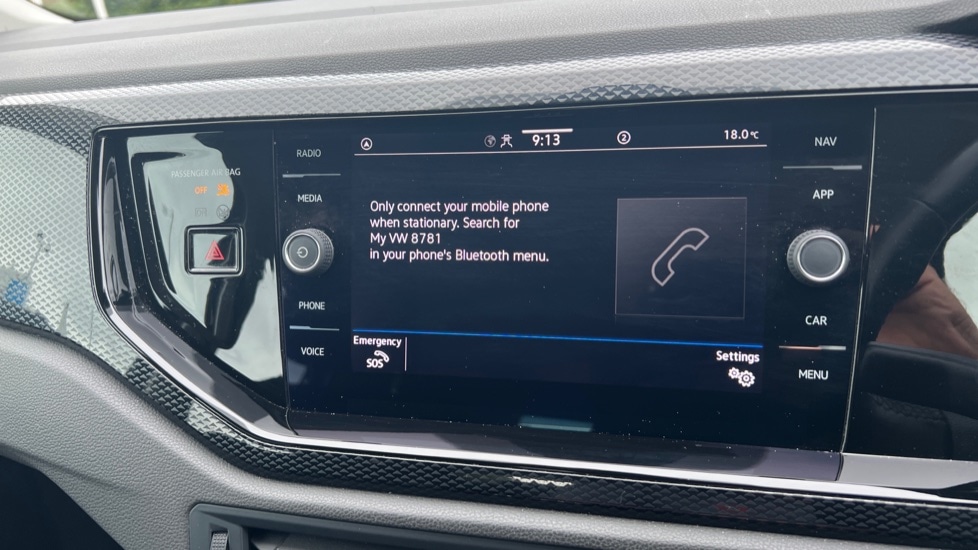 PASSENGER AIR BAG
OFF
RADIO
MEDIA
PHONE
VOICE
9:13
2
18.0°C
Only connect your mobile phone
when stationary. Search for
My VW 8781
in your phone's Bluetooth menu.
Emergency
SOS
Settings
NAV
APP
CAR
MENU